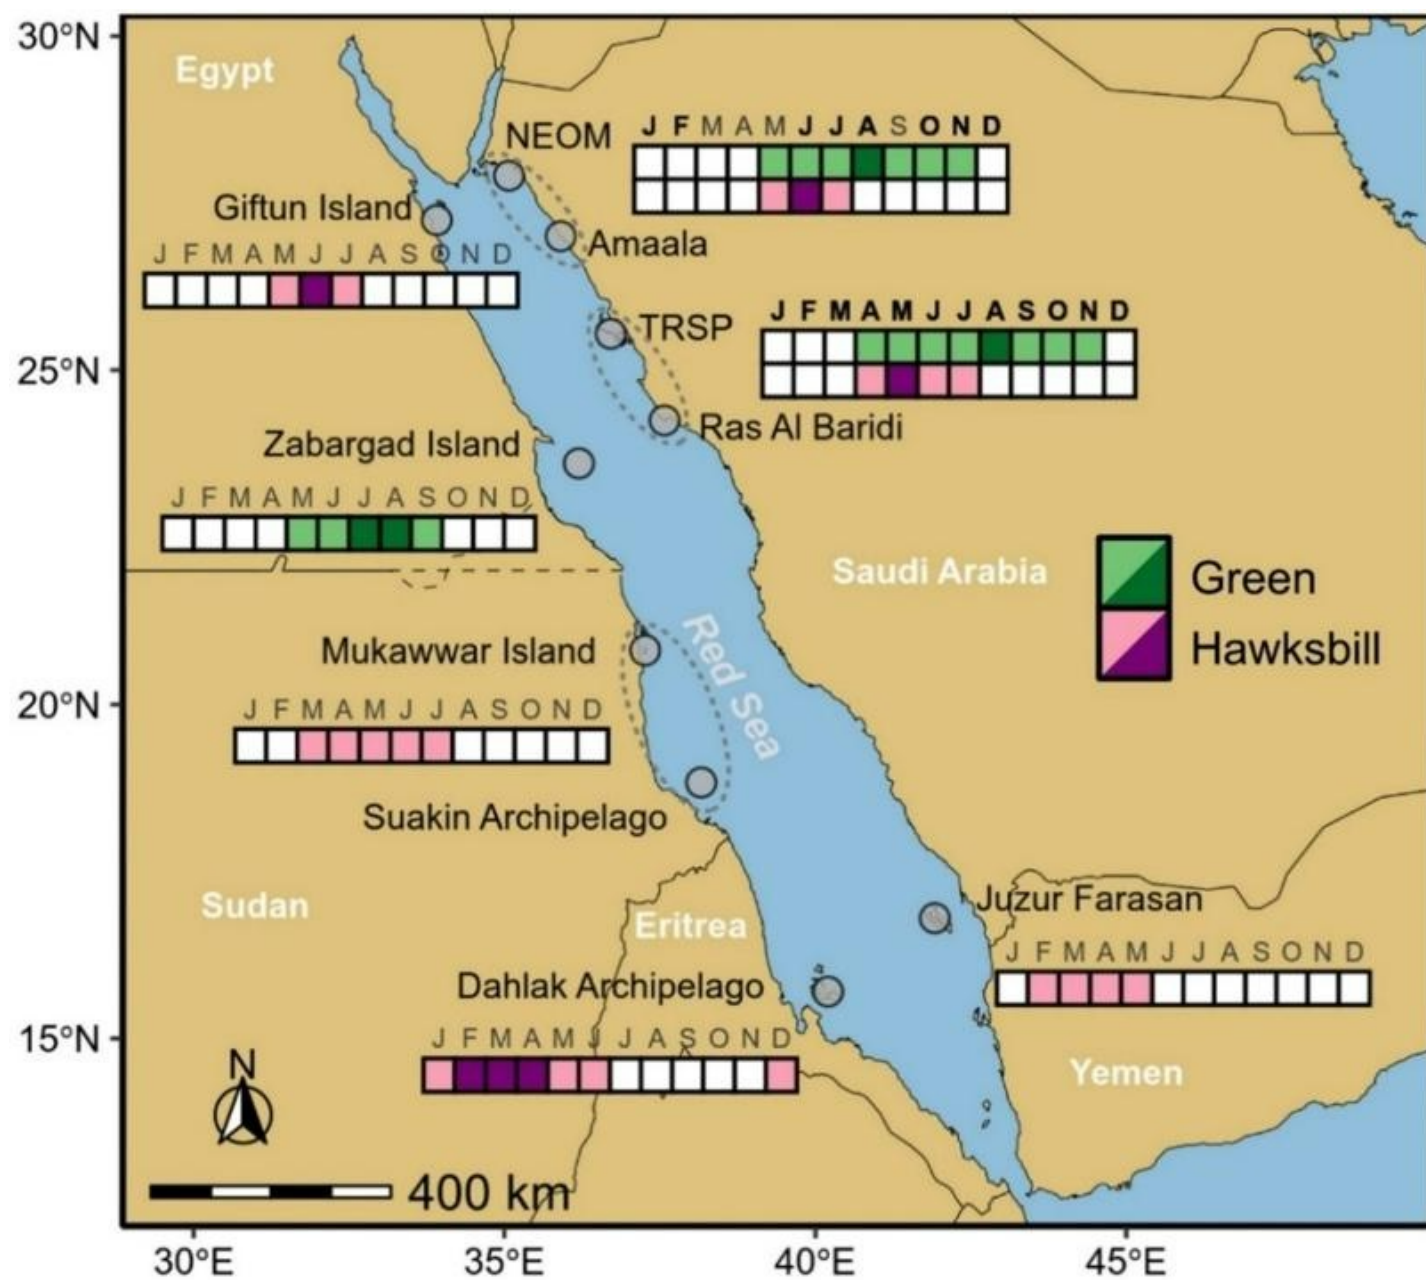 30°N
Egypt
NEOM
J F M A M J J A S O N D
Giftun Island
Amaala
J F M A M J J A S O N D
J F M A M J J A S O N D
TRSP
25°N
Ras Al Baridi
Zabargad Island
J F M A M J J A S O N D
Saudi Arabia
Green
Red Sea
Mukawwar Island
Hawksbill
20°N
J F M A M J J A S O N D
Suakin Archipelago
Juzur Farasan
Sudan
Eritrea
J F M A M J J A S O N D
Dahlak Archipelago
15°N
J F M A M J J A S O N D
N
Yemen
400 km
30°E 35°E 40°E 45°E